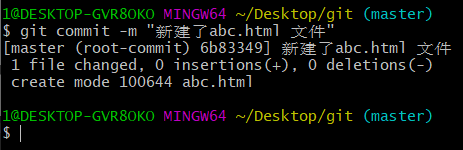 1@DESKTOP-GVR8OKO MINGW64 ~/Desktop/git (master)
$ git commit -m "新建了abc.html 文件"
[master (root-commit) 6b83349] 新建了abc.html 文件
1 file changed, 0 insertions(+), 0 deletions(-)
create mode 100644 abc.html
1@DESKTOP-GVR8OKO MINGW64 ~/Desktop/git (master)
$